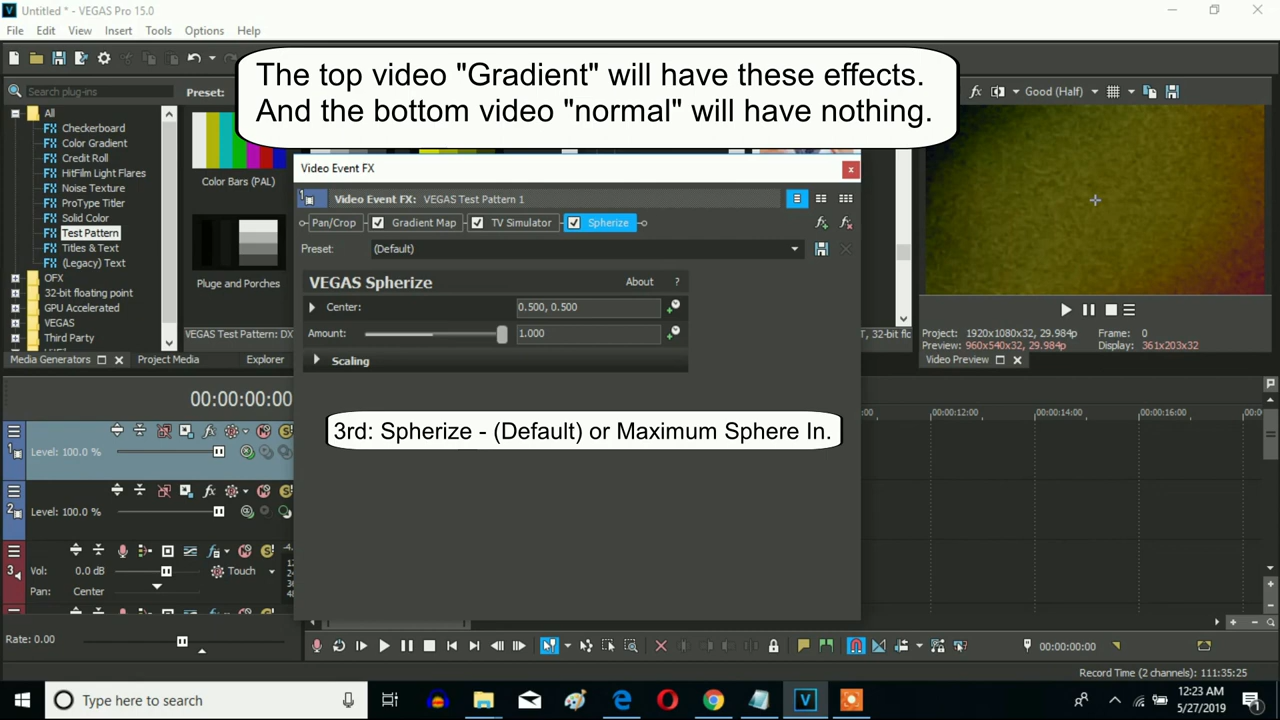 Untitled * - VEGAS Pro 15.0
File Edit View Insert Tools Options Help
The top video "Gradient" will have these effects.
And the bottom video "normal" will have nothing.
Search plug-ins
Preset:
All
Checkerboard
Color Gradient
Credit Roll
HitFilm Light Flares
Noise Texture
ProType Titler
Solid Color
Test Pattern
Titles & Text
(Legacy) Text
OFX
32-bit floating point
GPU Accelerated
VEGAS
Third Party
Color Bars (PAL)
Pluge and Porches
VEGAS Test Pattern: DX
, 32-bit flo
Media Generators
Project Media
Explorer
Video Event FX
Video Event FX: VEGAS Test Pattern 1
Pan/Crop Gradient Map TV Simulator Spherize
Preset: (Default)
VEGAS Spherize About ?
Center: 0.500, 0.500
Amount: 1.000
Scaling
3rd: Spherize - (Default) or Maximum Sphere In.
Good (Half)
Project: 1920x1080x32, 29.984p Frame: 0
Preview: 960x540x32, 29.984p Display: 361x203x32
Video Preview
00:00:00:00
00:00:12:00 00:00:14:00 00:00:16:00
1 Level: 100.0 %
2 Level: 100.0 %
3 Vol: 0.0 dB Touch
Pan: Center
Rate: 0.00
00:00:00:00
Record Time (2 channels): 111:35:25
Type here to search
12:23 AM
5/27/2019